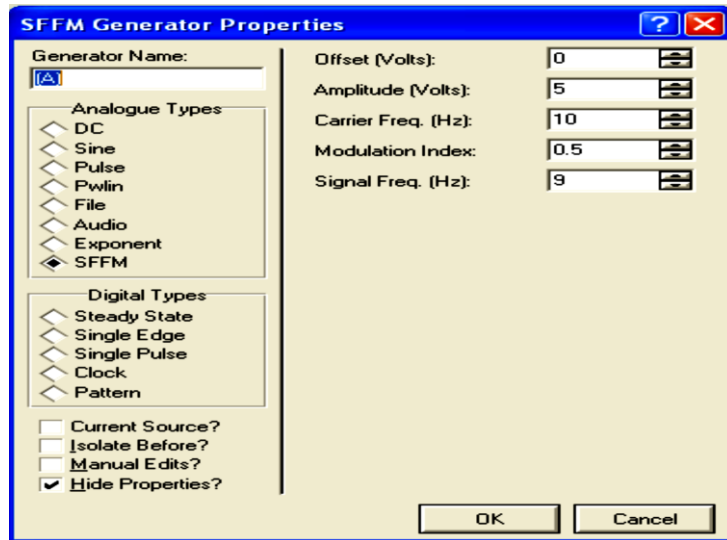 SFFM Generator Properties
Generator Name:
(A)
Analogue Types
DC
Sine
Pulse
Pwlin
File
Audio
Exponent
SFFM
Digital Types
Steady State
Single Edge
Single Pulse
Clock
Pattern
Current Source?
Isolate Before?
Manual Edits?
Hide Properties?
Offset (Volts): 0
Amplitude (Volts): 5
Carrier Freq. (Hz): 10
Modulation Index: 0.5
Signal Freq. (Hz): 9
OK Cancel